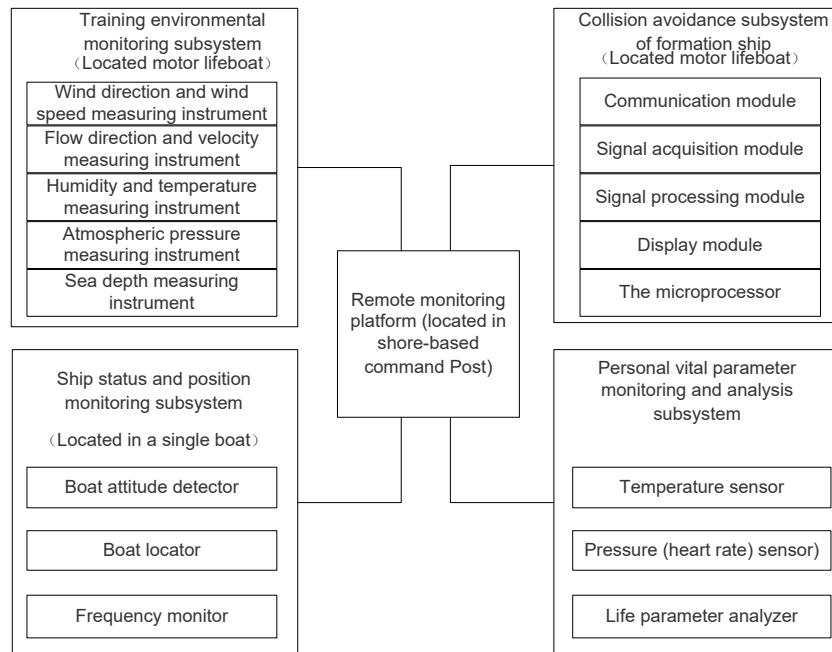 Training environmental
monitoring subsystem
（Located motor lifeboat）
Wind direction and wind
speed measuring instrument
Flow direction and velocity
measuring instrument
Humidity and temperature
measuring instrument
Atmospheric pressure
measuring instrument
Sea depth measuring
instrument
Collision avoidance subsystem
of formation ship
（Located motor lifeboat）
Communication module
Signal acquisition module
Signal processing module
Display module
The microprocessor
Remote monitoring
platform (located in
shore-based
command Post)
Ship status and position
monitoring subsystem
（Located in a single boat）
Boat attitude detector
Boat locator
Frequency monitor
Personal vital parameter
monitoring and analysis
subsystem
Temperature sensor
Pressure (heart rate) sensor)
Life parameter analyzer